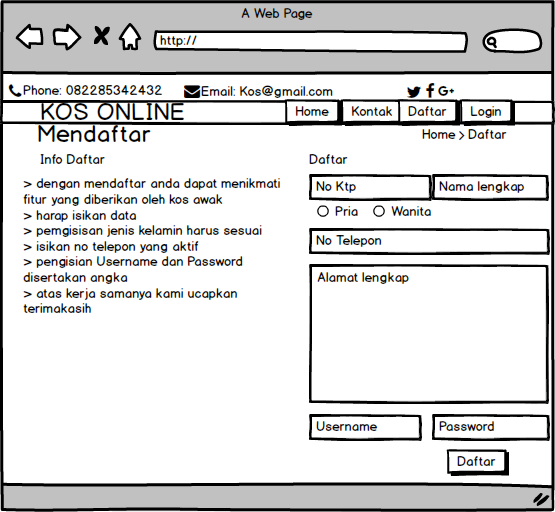 A Web Page
http://
Phone: 082285342432 Email: Kos@gmail.com G+
KOS ONLINE Home Kontak Daftar Login
Mendaftar Home > Daftar
Info Daftar
> dengan mendaftar anda dapat menikmati
fitur yang diberikan oleh kos awak
> harap isikan data
> pemgisisan jenis kelamin harus sesuai
> isikan no telepon yang aktif
> pengisian Username dan Password
disertakan angka
> atas kerja samanya kami ucapkan
terimakasih
Daftar
No Ktp Nama lengkap
Pria Wanita
No Telepon
Alamat lengkap
Username Password
Daftar